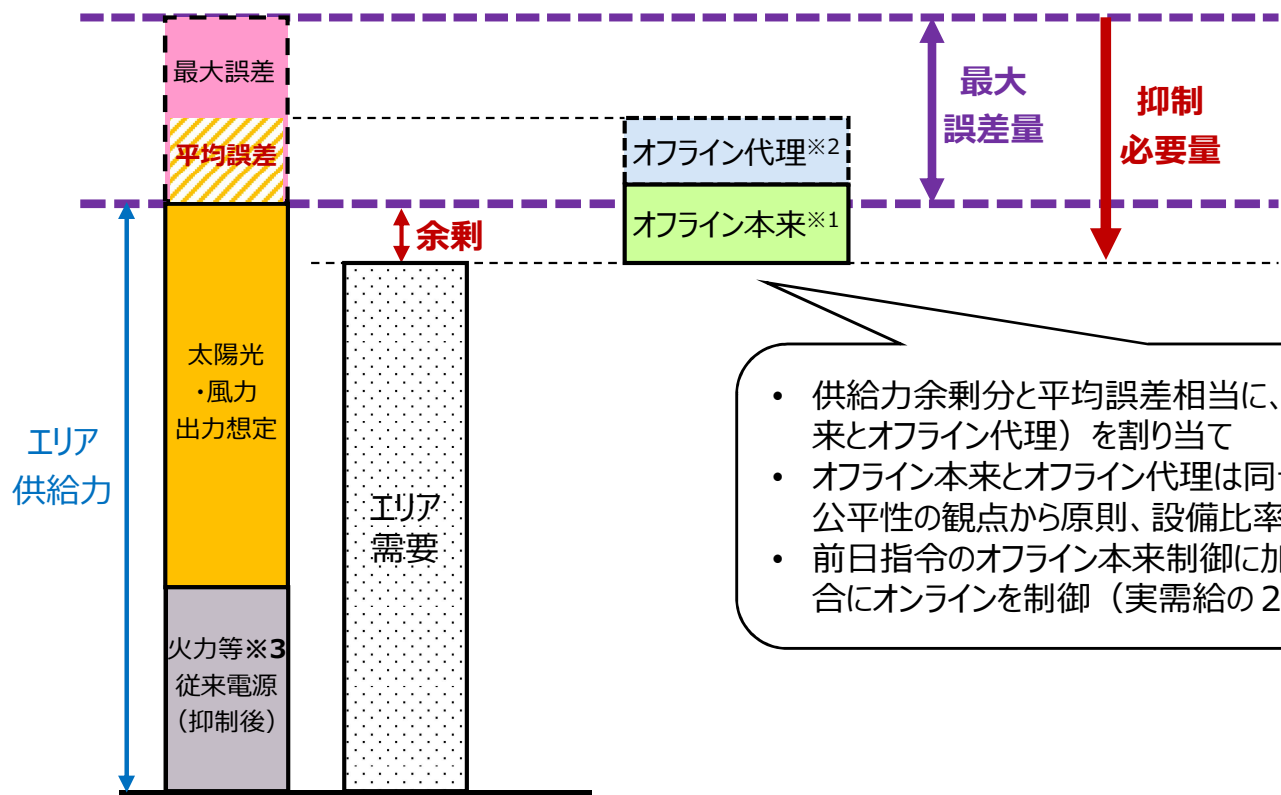 最大誤差
平均誤差
太陽光
・風力
出力想定
火力等※3
従来電源
（抑制後）
エリア
供給力
余剰
エリア
需要
オフライン代理※2
オフライン本来※1
最大
誤差量
抑制
必要量
• 供給力余剰分と平均誤差相当に、
来とオフライン代理）を割り当て
• オフライン本来とオフライン代理は同
公平性の観点から原則、設備比率
• 前日指令のオフライン本来制御に加
合にオンラインを制御（実需給の２